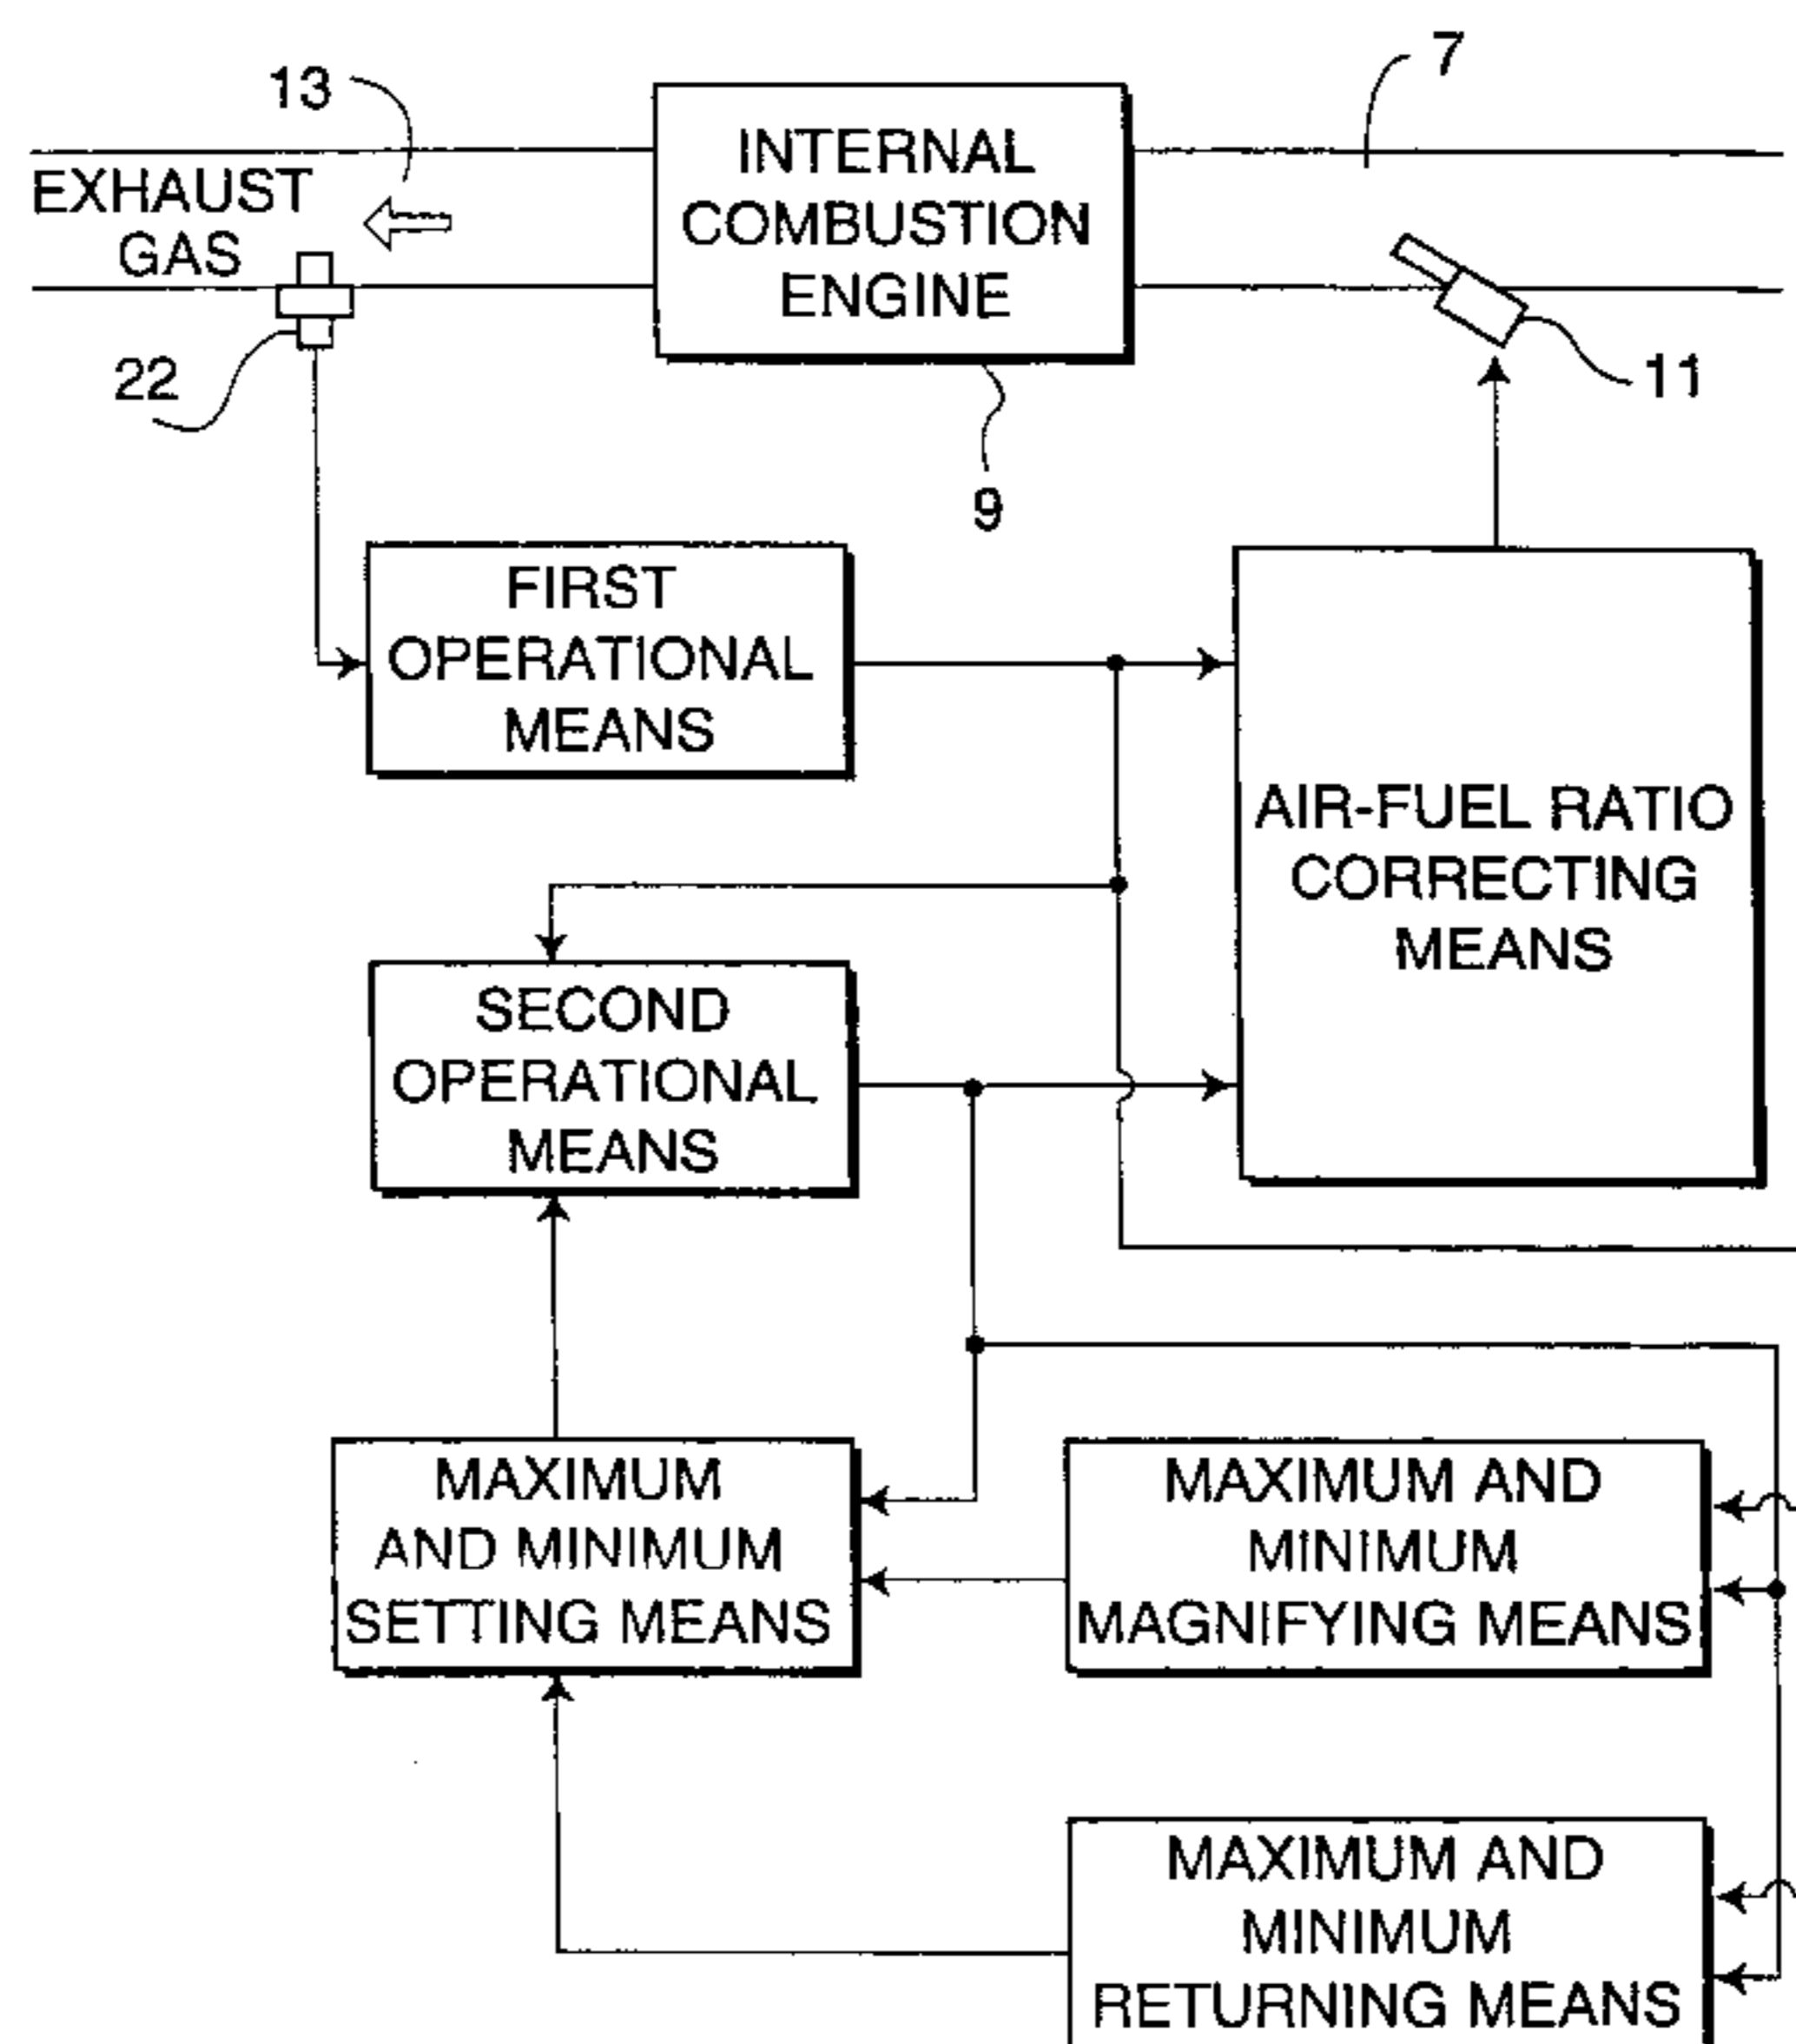 13
7
INTERNAL
COMBUSTION
ENGINE
EXHAUST
GAS
22
11
9
FIRST
OPERATIONAL
MEANS
AIR-FUEL RATIO
CORRECTING
MEANS
SECOND
OPERATIONAL
MEANS
MAXIMUM
AND MINIMUM
SETTING MEANS
MAXIMUM AND
MINIMUM
MAGNIFYING MEANS
MAXIMUM AND
MINIMUM
RETURNING MEANS